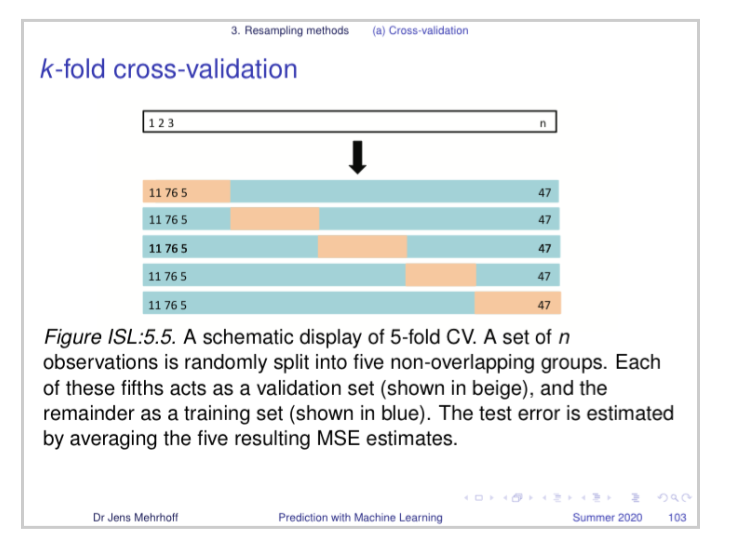 3. Resampling methods (a) Cross-validation
k-fold cross-validation
1 2 3 n
11 76 5 47
11 76 5 47
11 76 5 47
11 76 5 47
11 76 5 47
Figure ISL:5.5. A schematic display of 5-fold CV. A set of n
observations is randomly split into five non-overlapping groups. Each
of these fifths acts as a validation set (shown in beige), and the
remainder as a training set (shown in blue). The test error is estimated
by averaging the five resulting MSE estimates.
Dr Jens Mehrhoff Prediction with Machine Learning Summer 2020 103